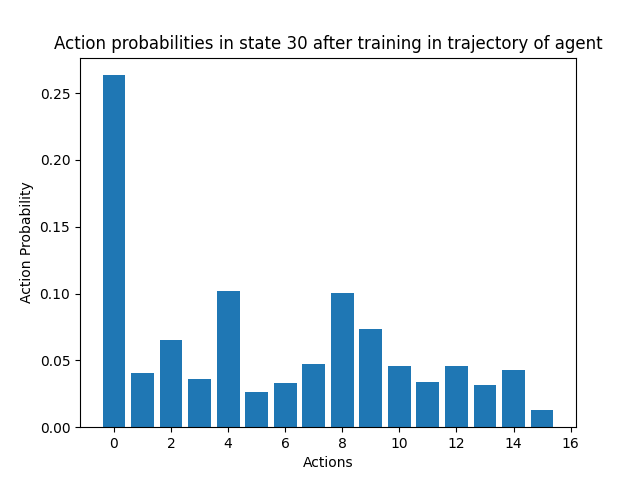 Action probabilities in state 30 after training in trajectory of agent
0.25
0.20
0.15
0.10
0.05
0.00
Action Probability
0 2 4 6 8 10 12 14 16
Actions